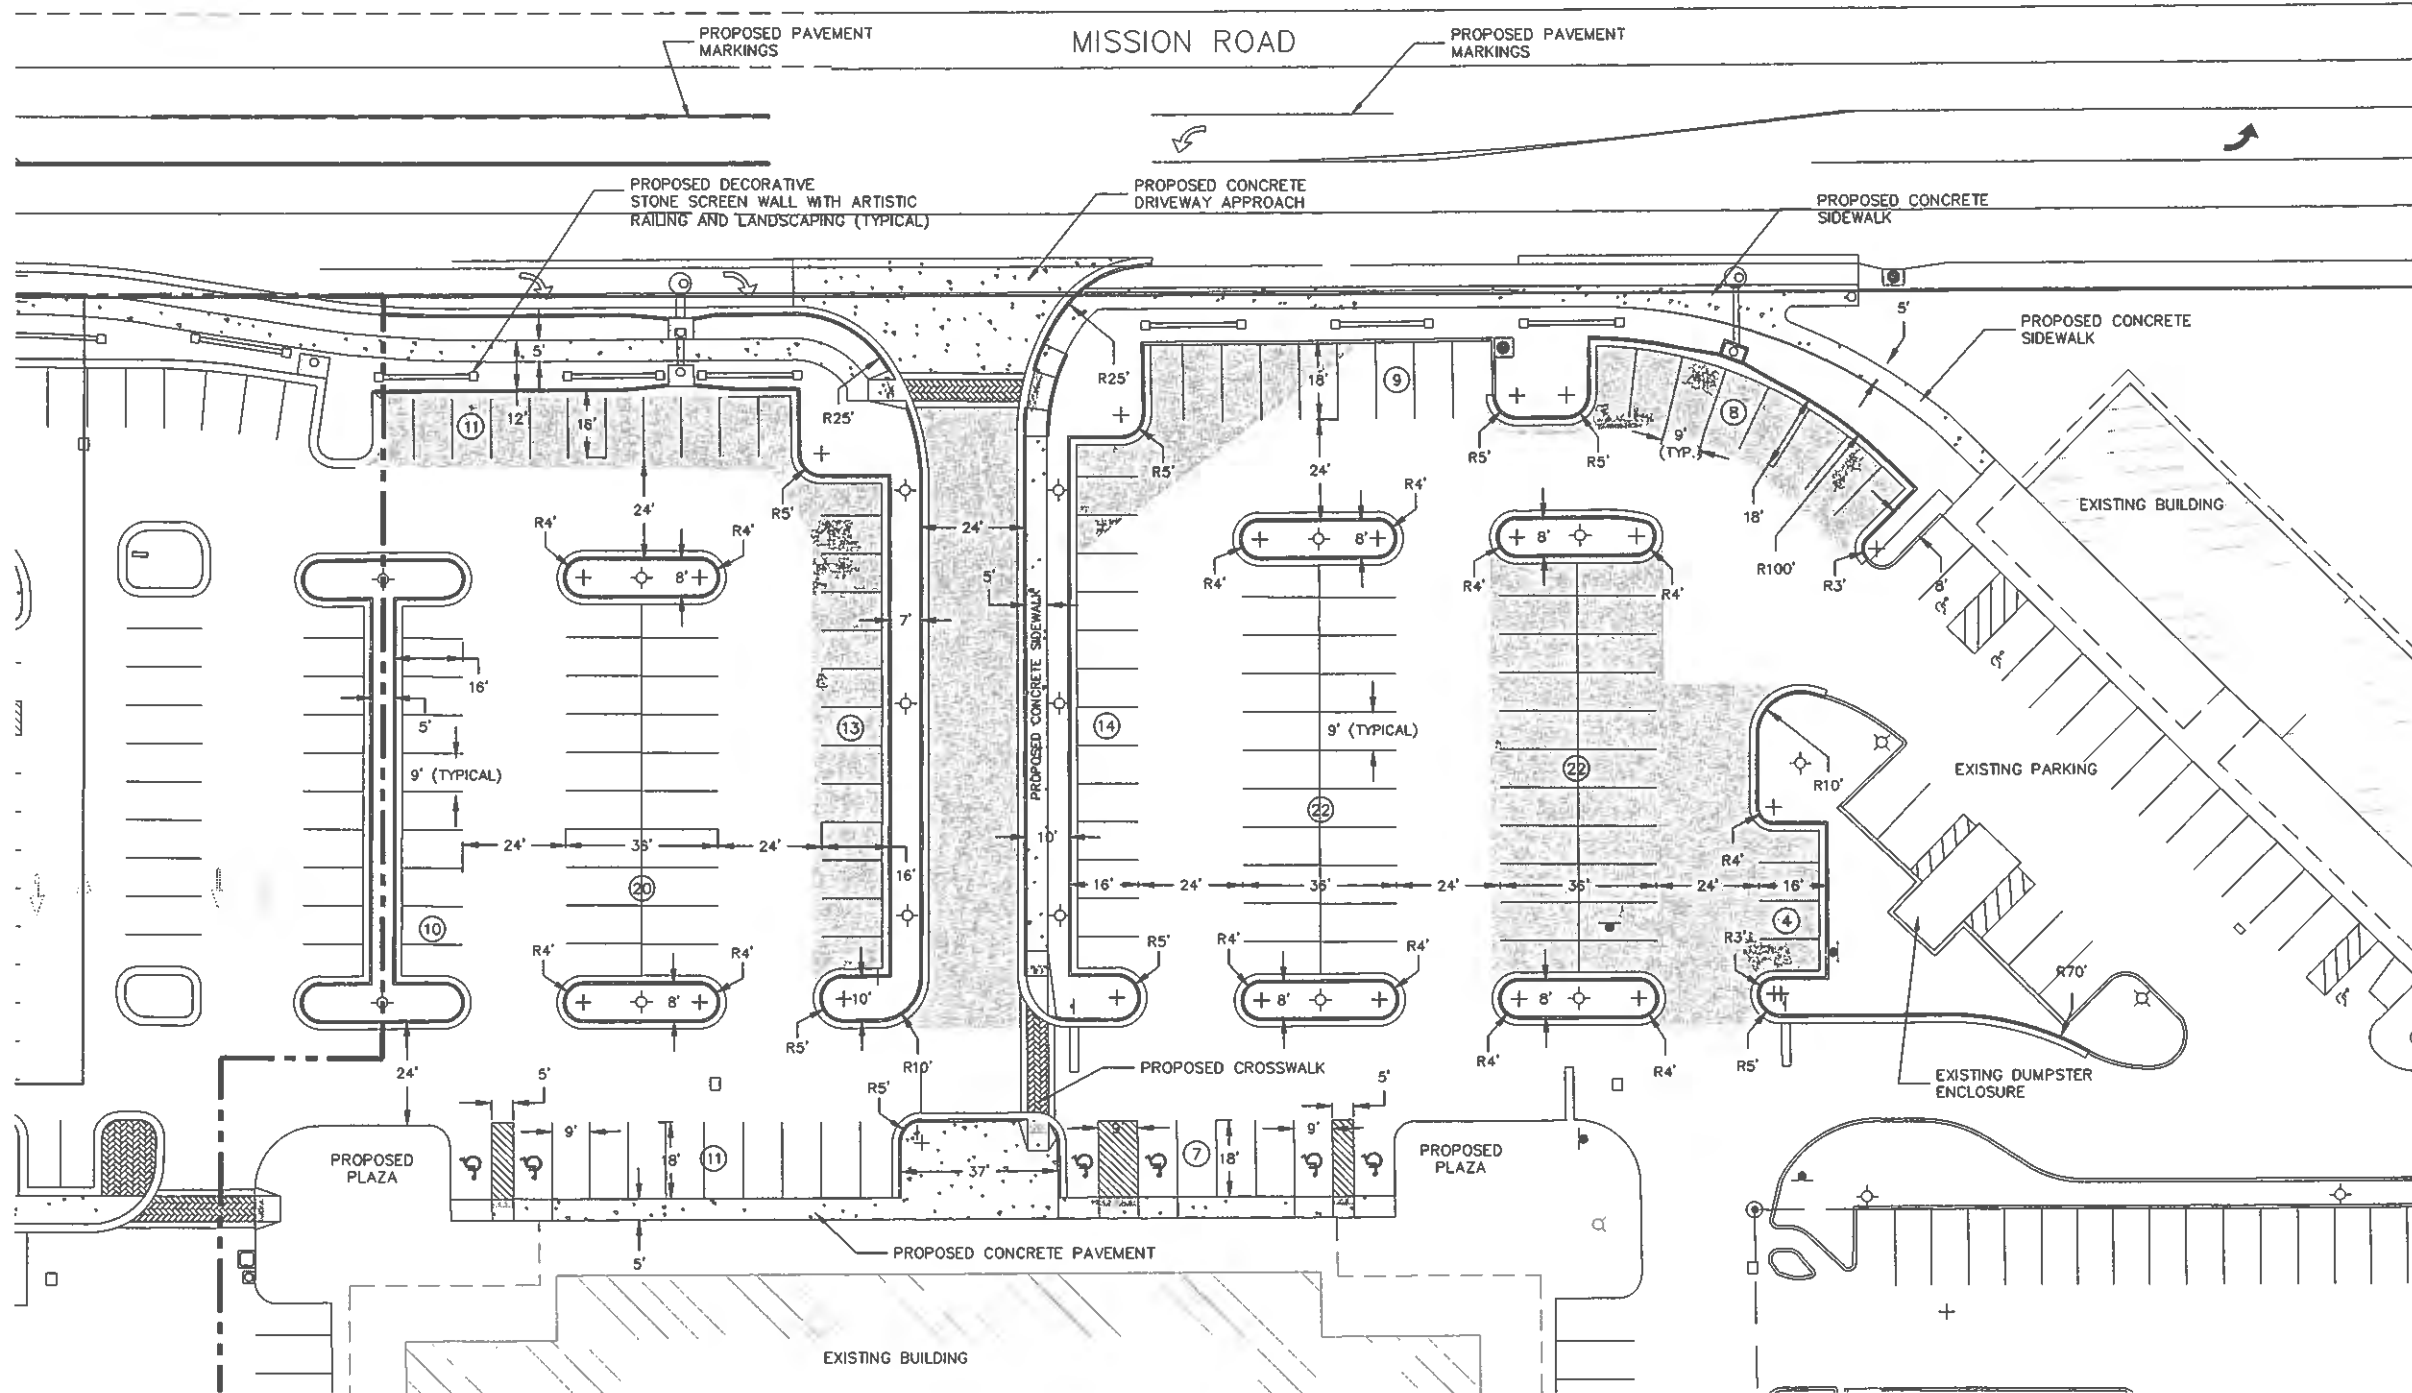 PROPOSED PAVEMENT
MARKINGS
MISSION ROAD
PROPOSED PAVEMENT
MARKINGS
PROPOSED DECORATIVE
STONE SCREEN WALL WITH ARTISTIC
RAILING AND LANDSCAPING (TYPICAL)
PROPOSED CONCRETE
DRIVEWAY APPROACH
PROPOSED CONCRETE
SIDEWALK
PROPOSED CONCRETE
SIDEWALK
5'
5'
12'
18'
11
R25'
R25'
18'
9
8
9'
(TYP.)
R5'
R5'
R5'
R5'
24'
24'
18'
R100'
R3'
8'
EXISTING BUILDING
R4'
R4'
8'
24'
R4'
R4'
8'
R4'
8'
R4'
5'
7'
PROPOSED CONCRETE SIDEWALK
16'
5'
9' (TYPICAL)
13
14
9' (TYPICAL)
22
22
R10'
EXISTING PARKING
R4'
24'
36'
24'
16'
10'
16'
24'
36'
24'
36'
24'
16'
20
10
4
R3'
R4'
R4'
8'
10'
R5'
R10'
R5'
R4'
R4'
8'
8'
R4'
R4'
R5'
R70'
24'
PROPOSED CROSSWALK
EXISTING DUMPSTER
ENCLOSURE
5'
R5'
5'
9'
18'
11
37'
9'
7
18'
9'
PROPOSED
PLAZA
PROPOSED
PLAZA
5'
PROPOSED CONCRETE PAVEMENT
EXISTING BUILDING